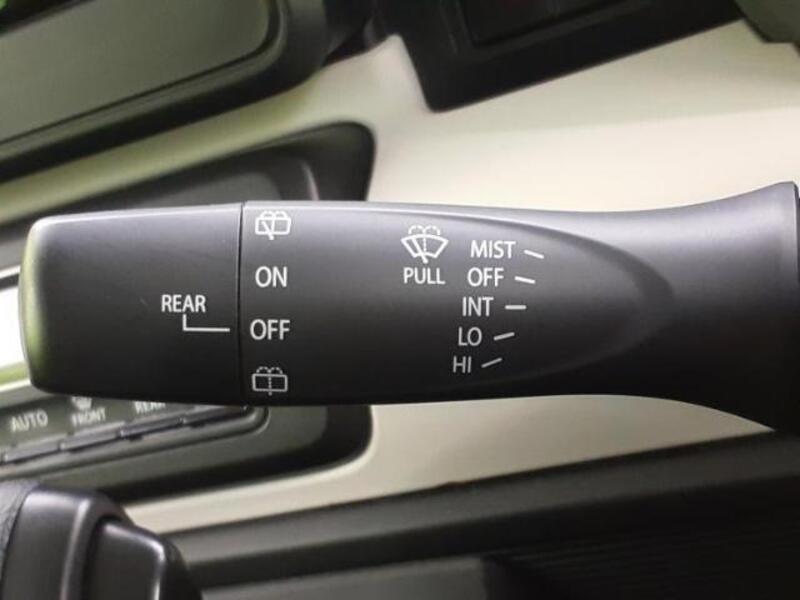 REAR
ON
OFF
PULL
MIST
OFF
INT
LO
HI
AUTO
FRONT
REAR